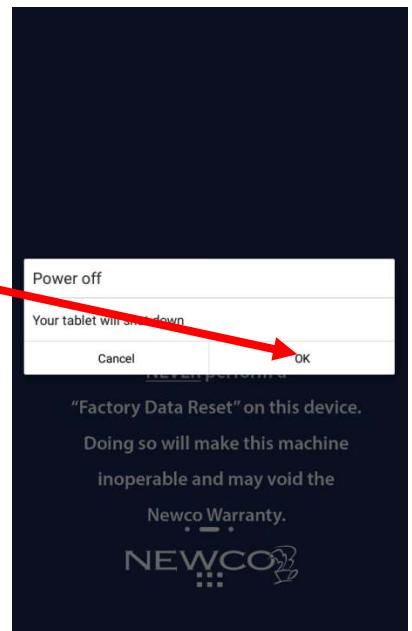 Power off
Your tablet will shut down
Cancel OK
NEVER perform a
“Factory Data Reset” on this device.
Doing so will make this machine
inoperable and may void the
Newco Warranty.
NEWCO